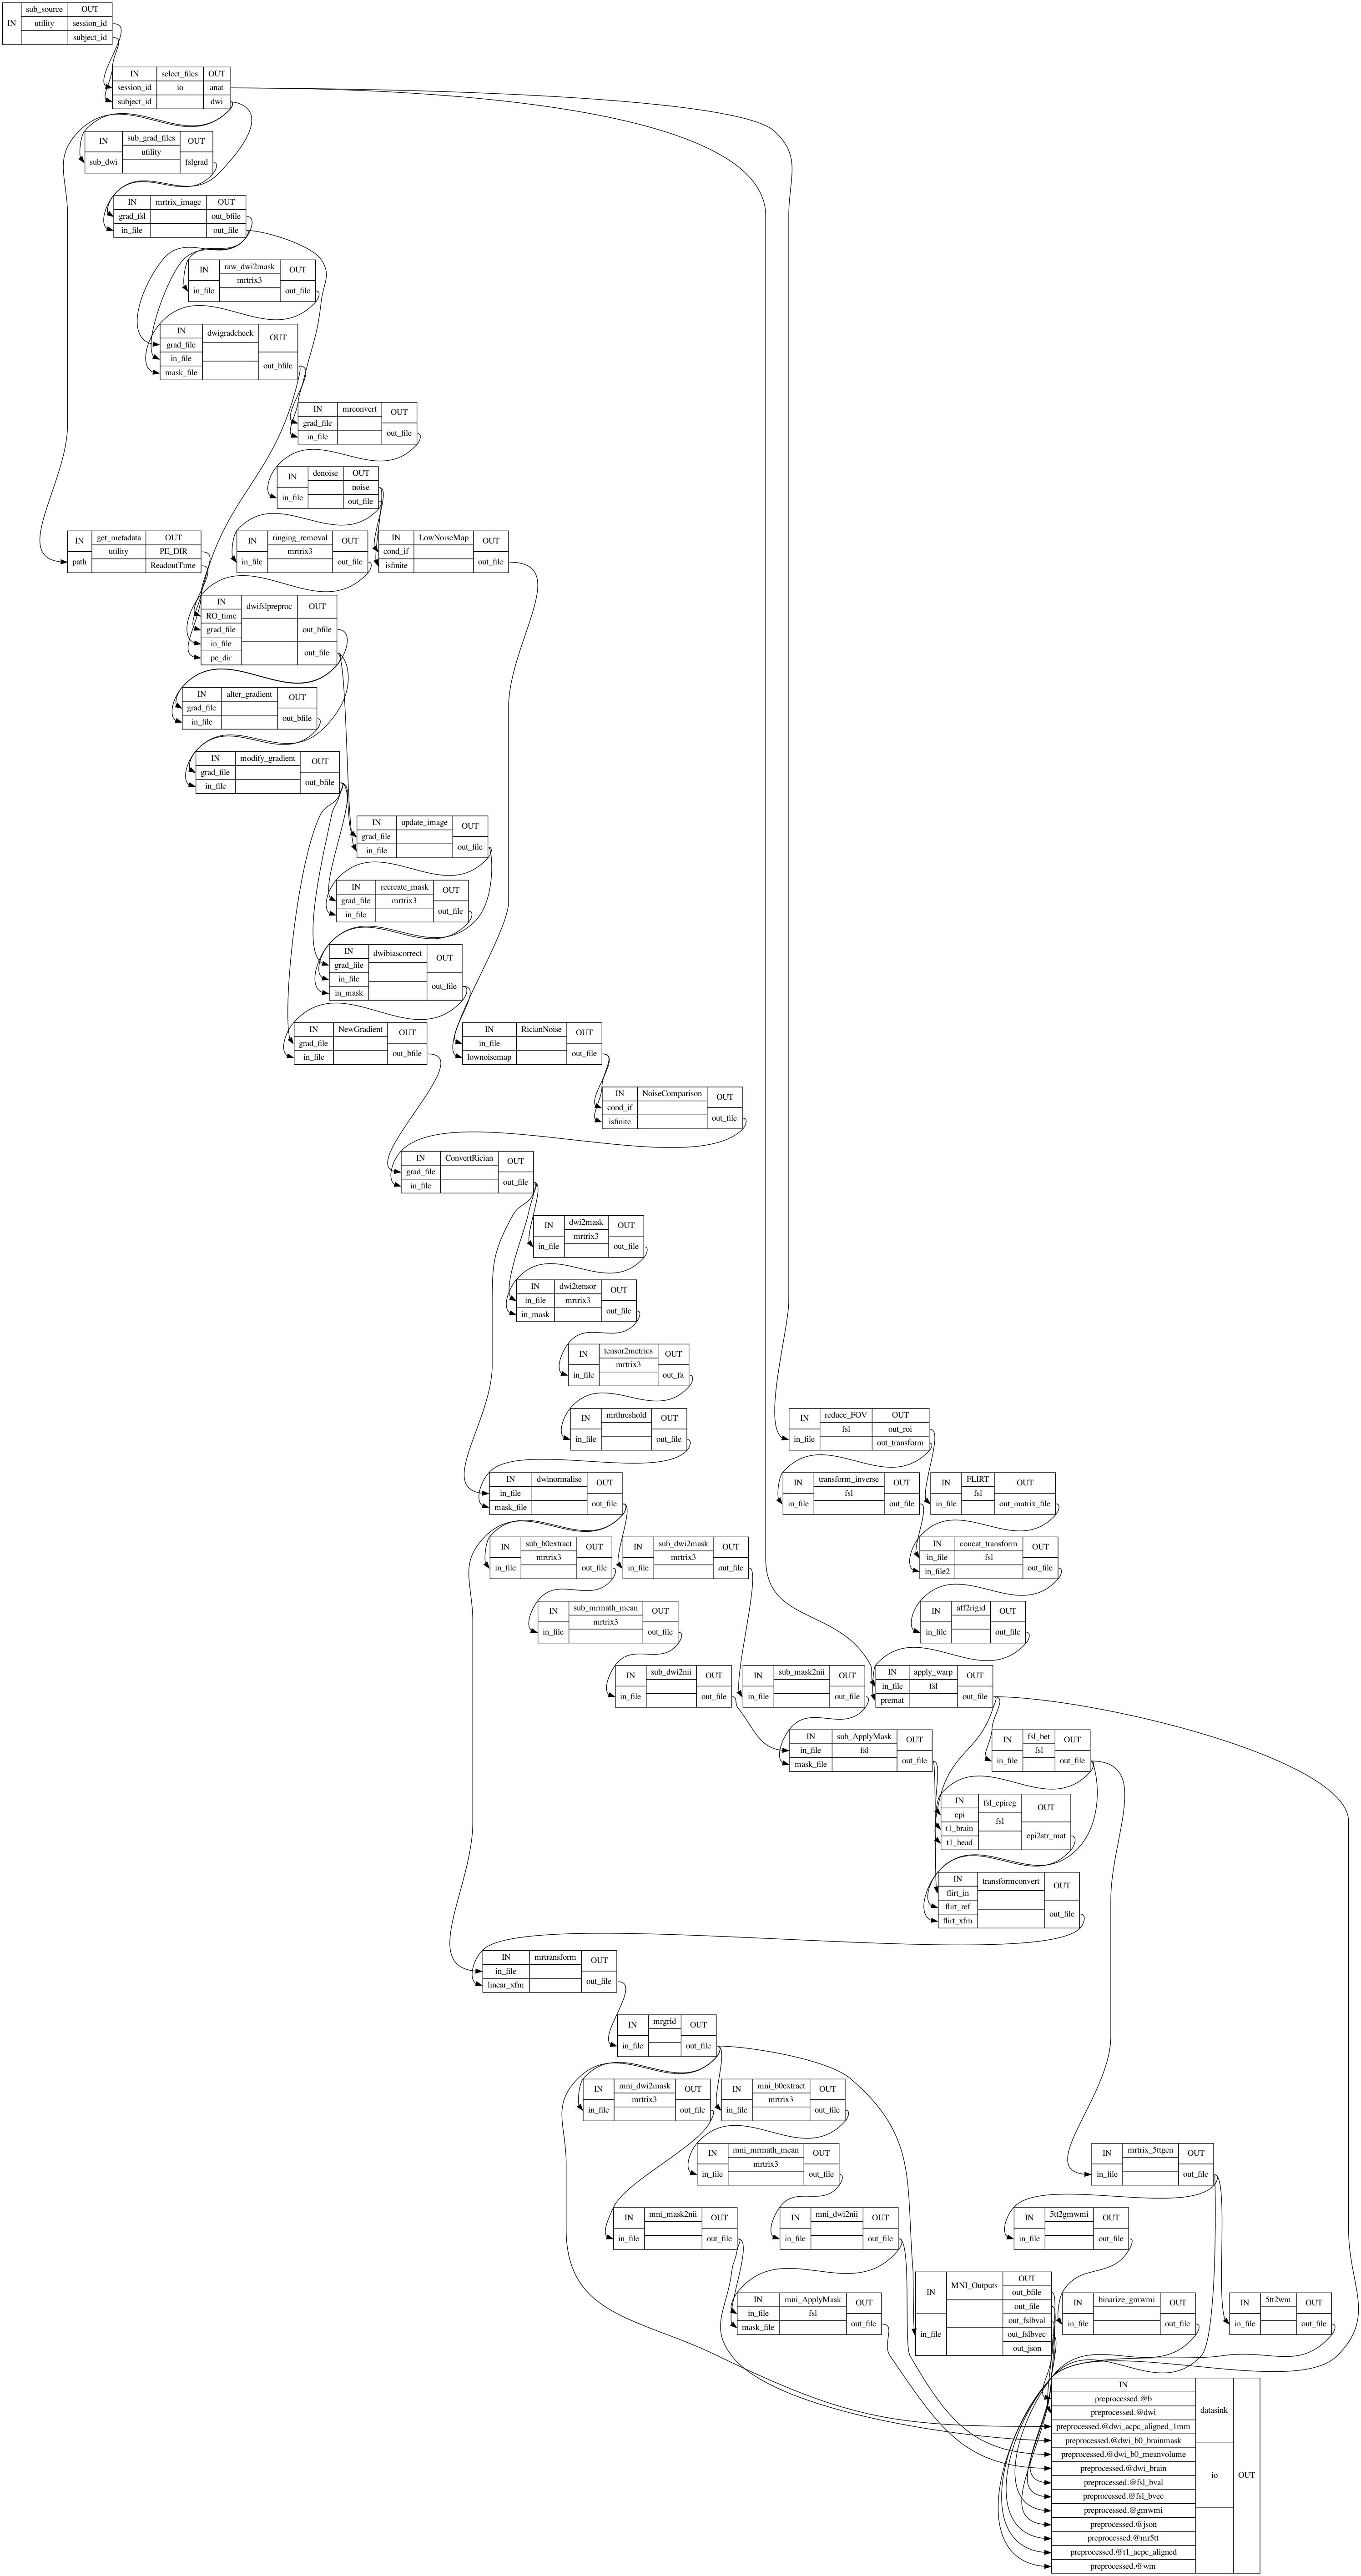 IN sub_source OUT
utility session_id
subject_id
IN select_files OUT
session_id io anat
subject_id dwi
IN sub_grad_files OUT
utility
sub_dwi fslgrad
IN mrtrix_image OUT
grad_fsl out_bfile
in_file out_file
IN raw_dwi2mask OUT
mrtrix3
in_file out_file
IN dwigradcheck OUT
grad_file
in_file out_bfile
mask_file
IN mrconvert OUT
grad_file out_file
in_file
IN denoise OUT
noise
in_file out_file
IN get_metadata OUT
utility PE_DIR
path ReadoutTime
IN ringing_removal OUT
mrtrix3
in_file out_file
IN LowNoiseMap OUT
cond_if out_file
isfinite
IN dwifslpreproc OUT
RO_time
grad_file out_bfile
in_file out_file
pe_dir
IN alter_gradient OUT
grad_file out_bfile
in_file
IN modify_gradient OUT
grad_file out_bfile
in_file
IN update_image OUT
grad_file out_file
in_file
IN recreate_mask OUT
grad_file mrtrix3 out_file
in_file
IN dwibiascorrect OUT
grad_file
in_file out_file
in_mask
IN NewGradient OUT
grad_file out_bfile
in_file
IN RicianNoise OUT
in_file out_file
lownoisemap
IN NoiseComparison OUT
cond_if out_file
isfinite
IN ConvertRician OUT
grad_file out_file
in_file
IN dwi2mask OUT
mrtrix3
in_file out_file
IN dwi2tensor OUT
in_file mrtrix3 out_file
in_mask
IN tensor2metrics OUT
mrtrix3
in_file out_fa
IN mrthreshold OUT
in_file out_file
IN reduce_FOV OUT
fsl out_roi
in_file out_transform
IN dwinormalise OUT
in_file out_file
mask_file
IN transform_inverse OUT
fsl
in_file out_file
IN FLIRT OUT
fsl
in_file out_matrix_file
IN sub_b0extract OUT
mrtrix3
in_file out_file
IN sub_dwi2mask OUT
mrtrix3
in_file out_file
IN concat_transform OUT
in_file fsl out_file
in_file2
IN sub_mrmath_mean OUT
mrtrix3
in_file out_file
IN aff2rigid OUT
in_file out_file
IN sub_dwi2nii OUT
in_file out_file
IN sub_mask2nii OUT
in_file out_file
IN apply_warp OUT
in_file fsl out_file
premat
IN sub_ApplyMask OUT
in_file fsl out_file
mask_file
IN fsl_bet OUT
fsl
in_file out_file
IN fsl_epireg OUT
epi fsl
t1_brain epi2str_mat
t1_head
IN transformconvert OUT
flirt_in
flirt_ref out_file
flirt_xfm
IN mrtransform OUT
in_file out_file
linear_xfm
IN mrgrid OUT
in_file out_file
IN mni_dwi2mask OUT
mrtrix3
in_file out_file
IN mni_b0extract OUT
mrtrix3
in_file out_file
IN mni_mrmath_mean OUT
mrtrix3
in_file out_file
IN mrtrix_5ttgen OUT
in_file out_file
IN mni_mask2nii OUT
in_file out_file
IN mni_dwi2nii OUT
in_file out_file
IN 5tt2gmwmi OUT
in_file out_file
IN mni_ApplyMask OUT
in_file fsl out_file
mask_file
IN MNI_Outputs OUT
out_bfile
out_file
out_fslbval
in_file out_fslbvec
out_json
IN binarize_gmwmi OUT
in_file out_file
IN 5tt2wm OUT
in_file out_file
IN
preprocessed.@b
preprocessed.@dwi datasink
preprocessed.@dwi_acpc_aligned_1mm
preprocessed.@dwi_b0_brainmask
preprocessed.@dwi_b0_meanvolume
preprocessed.@dwi_brain
preprocessed.@fsl_bval io OUT
preprocessed.@fsl_bvec
preprocessed.@gmwmi
preprocessed.@json
preprocessed.@mr5tt
preprocessed.@t1_acpc_aligned
preprocessed.@wm